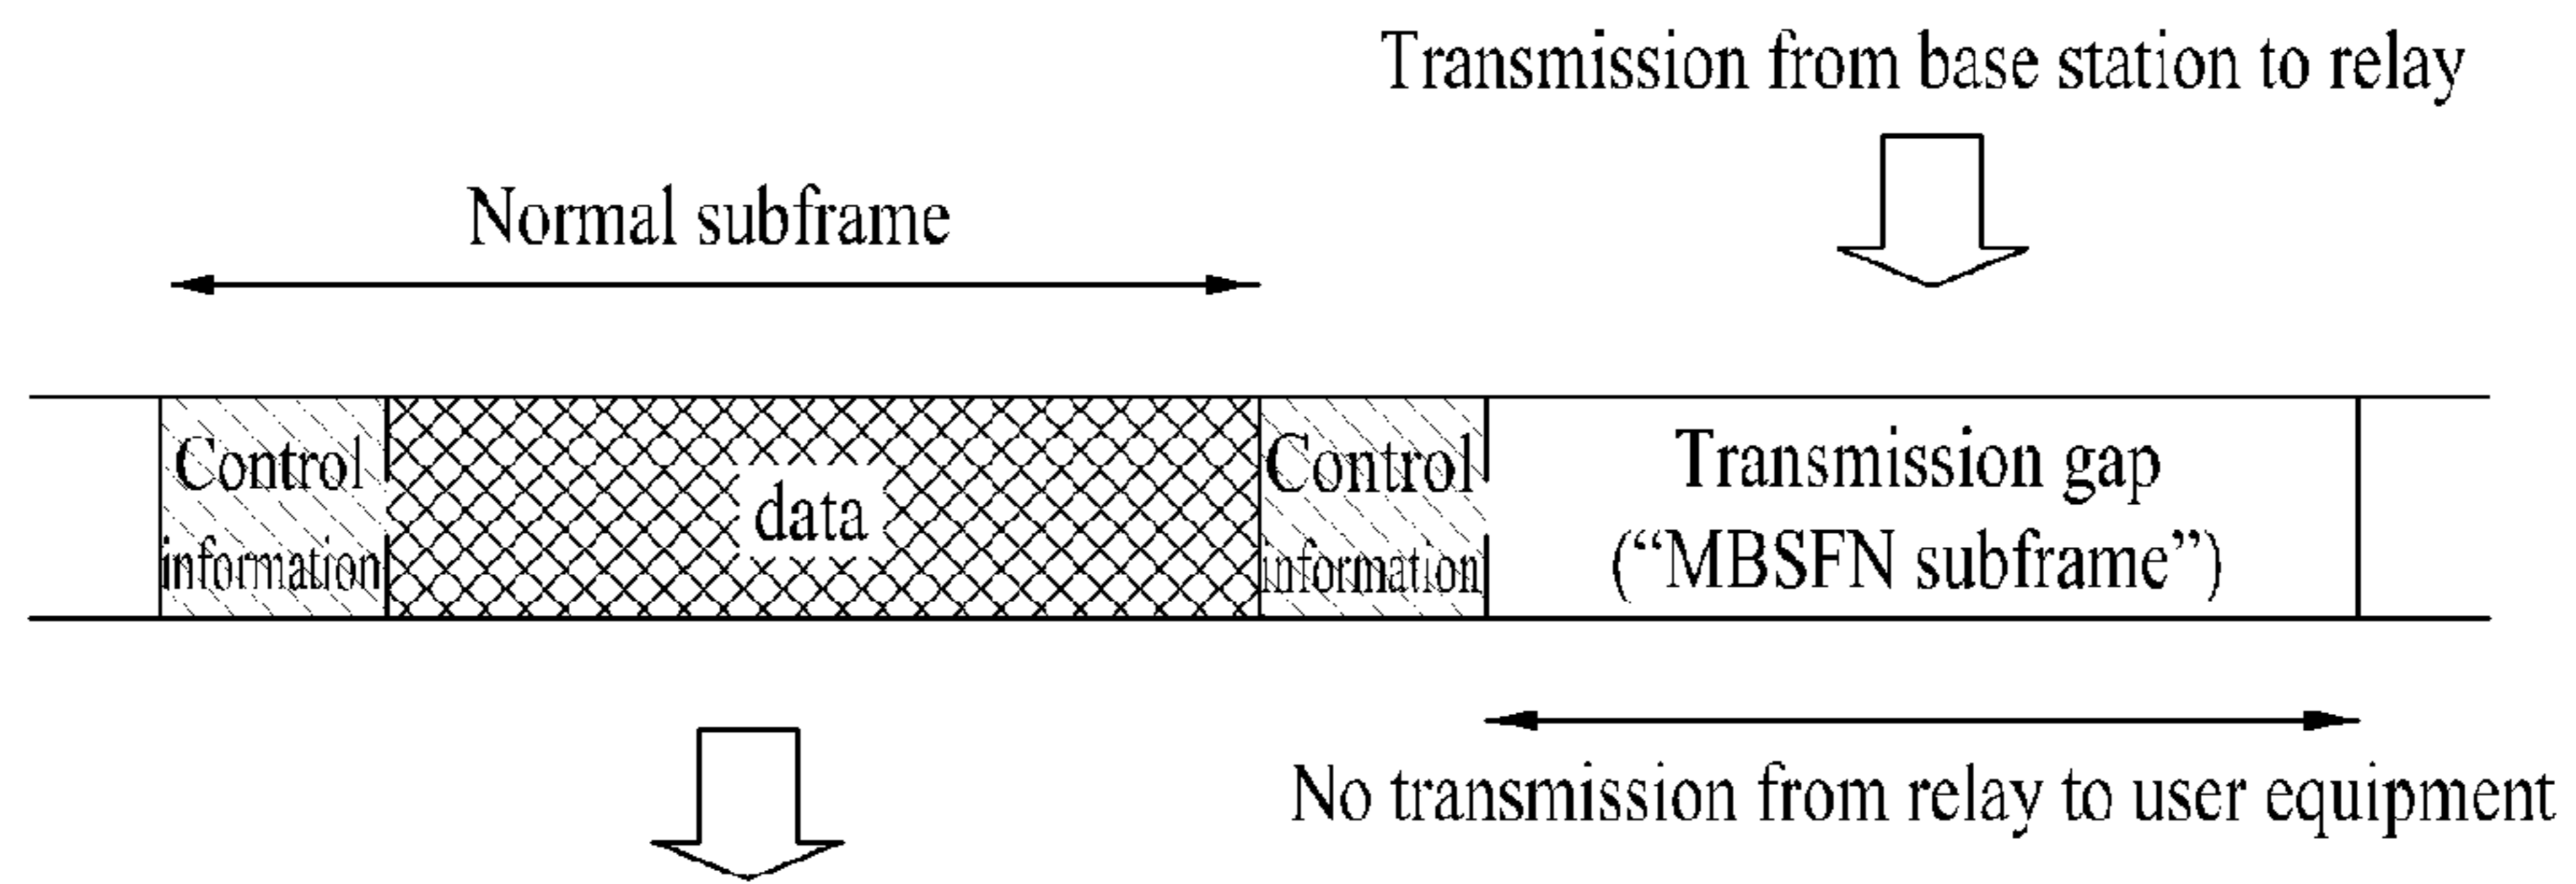 Transmission from base station to relay
Normal subframe
Control
information
data
Control
information
Transmission gap
(“MBSFN subframe”)
No transmission from relay to user equipment